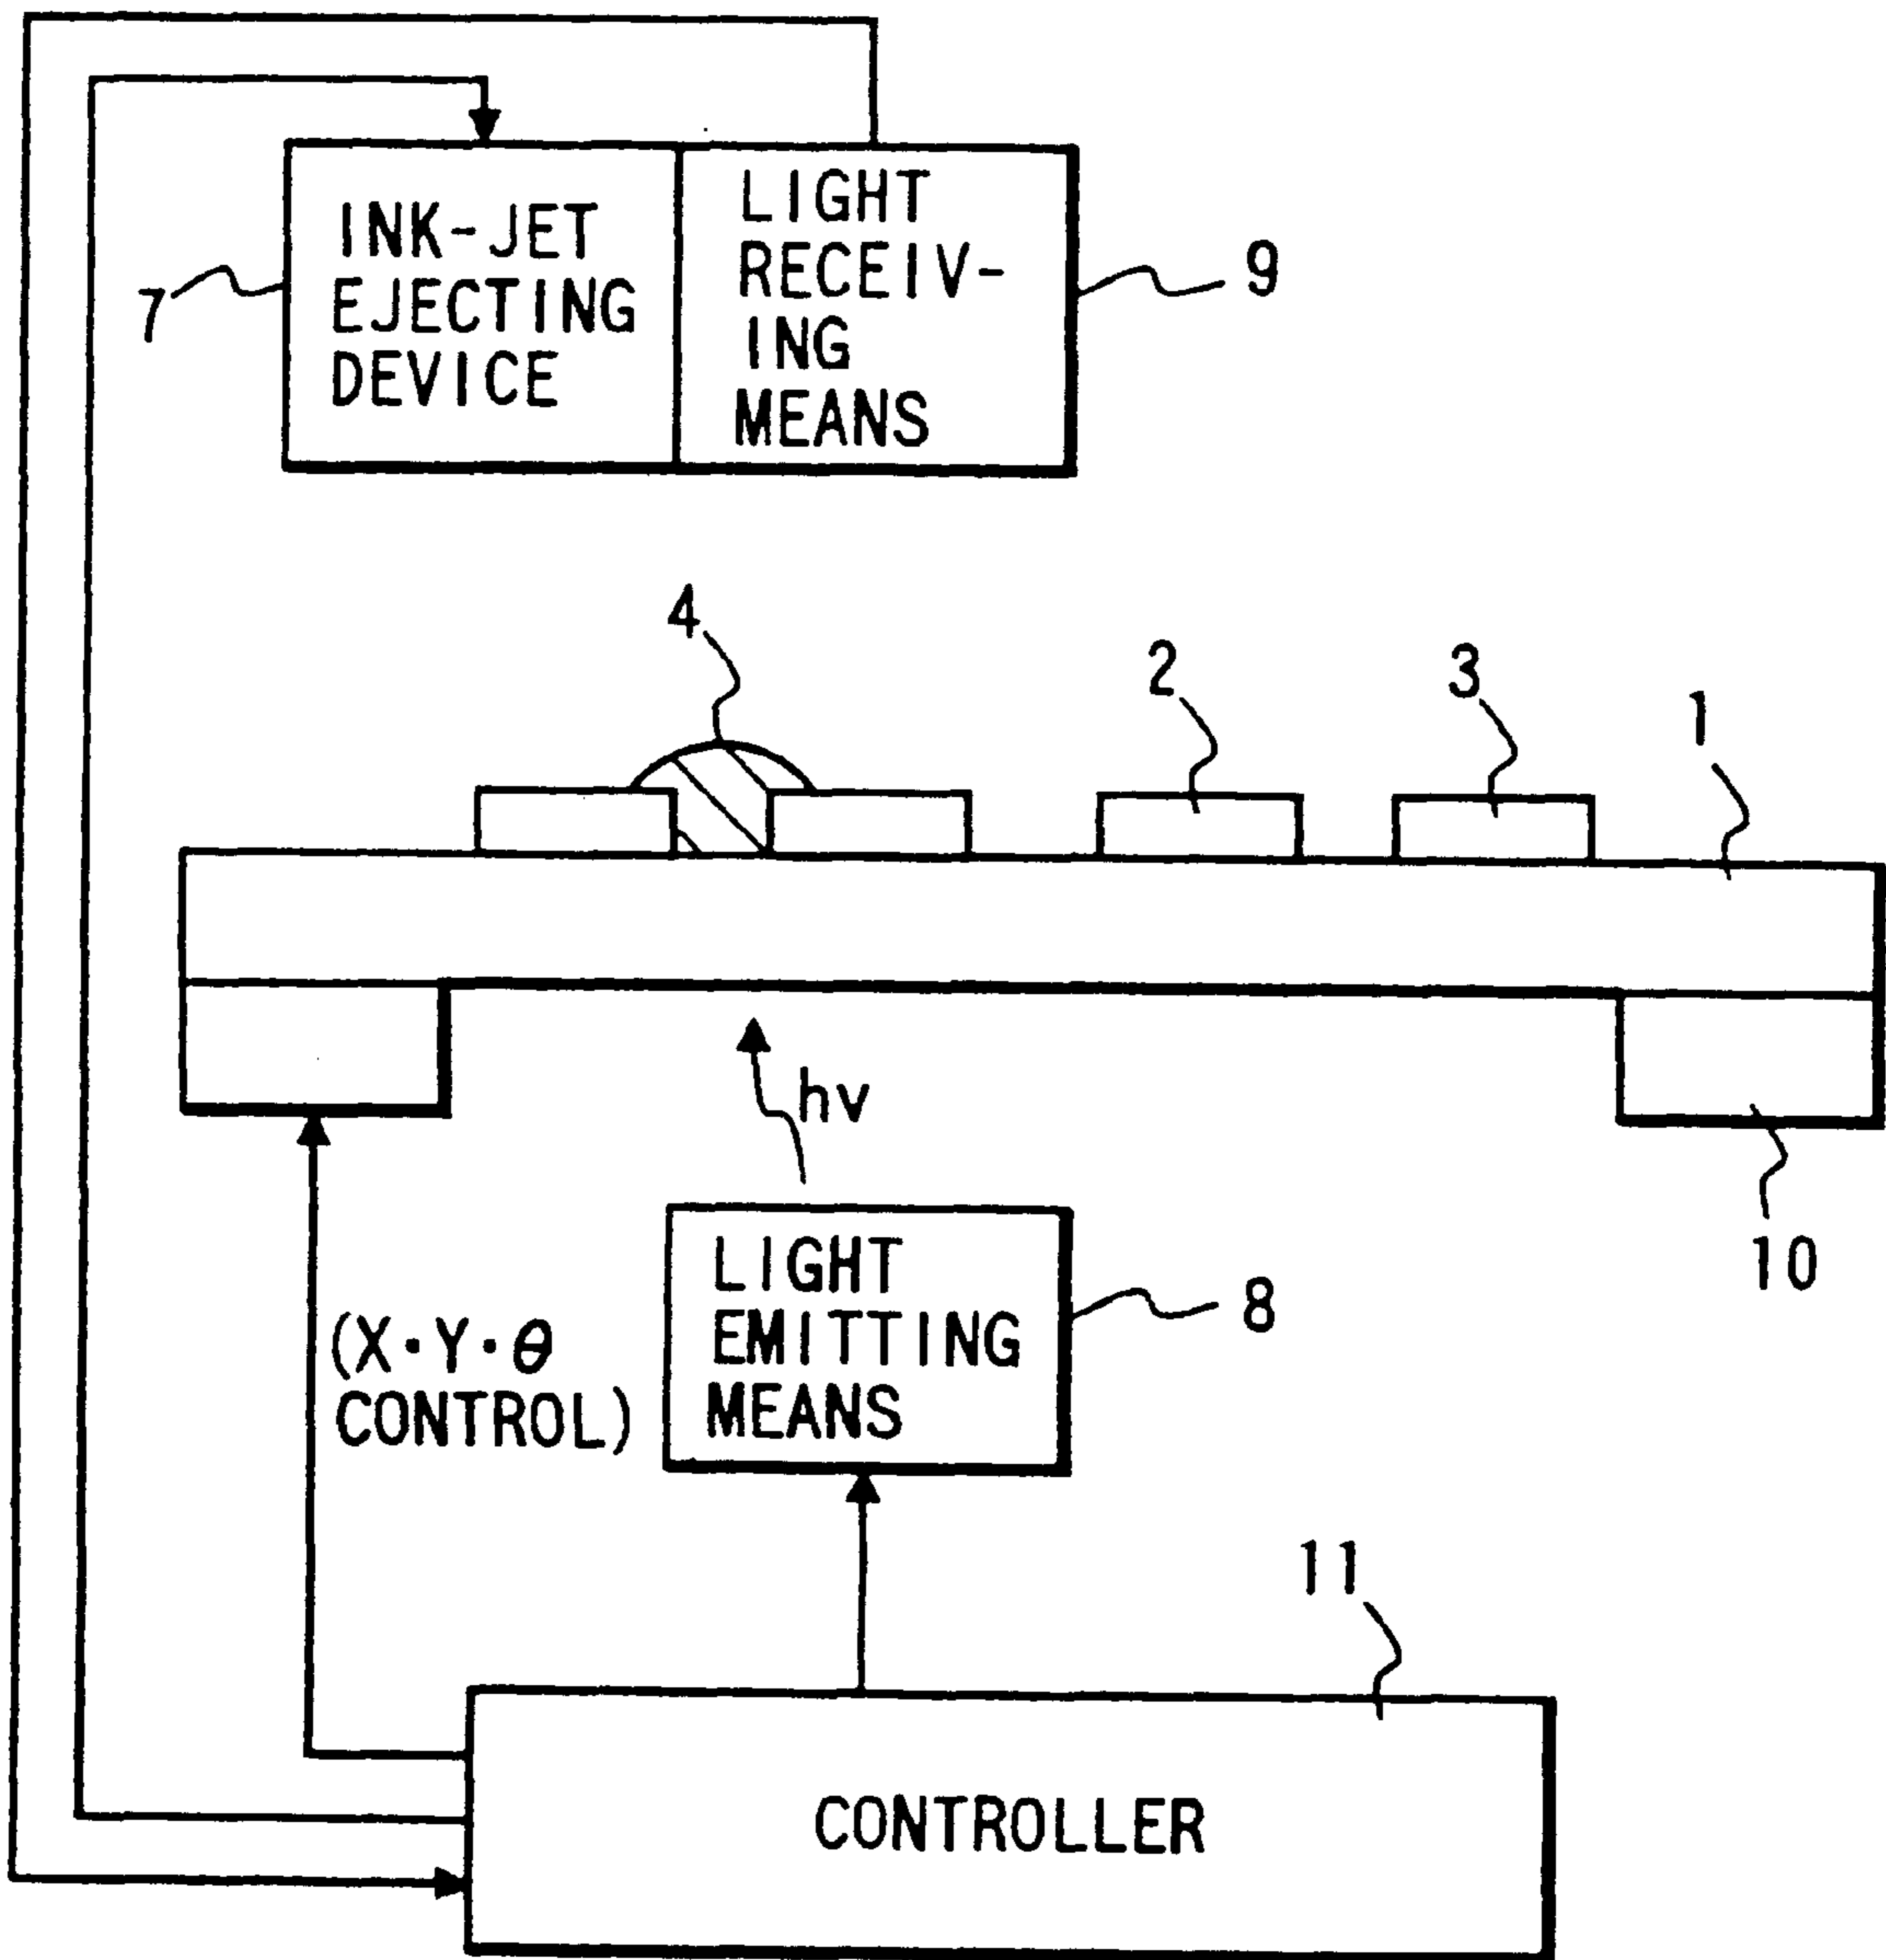 INK-JET
EJECTING
DEVICE
LIGHT
RECEIV-
ING
MEANS
7
9
4
2
3
1
hν
10
LIGHT
EMITTING
MEANS
8
(X·Y·θ
CONTROL)
11
CONTROLLER